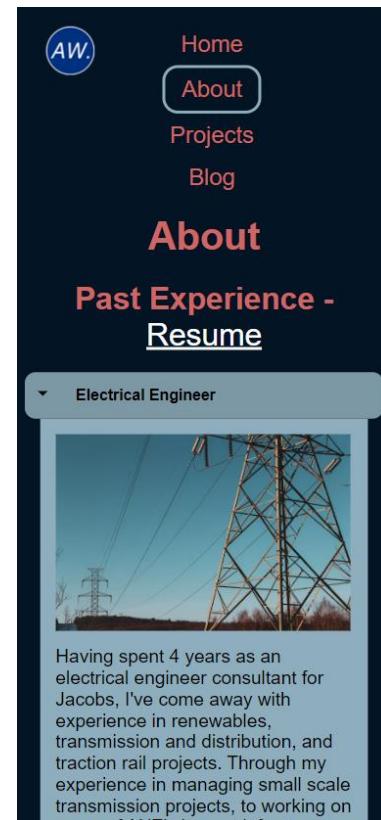 AW.
Home
About
Projects
Blog
About
Past Experience -
Resume
Electrical Engineer
Having spent 4 years as an
electrical engineer consultant for
Jacobs, I've come away with
experience in renewables,
transmission and distribution, and
traction rail projects. Through my
experience in managing small scale
transmission projects, to working on